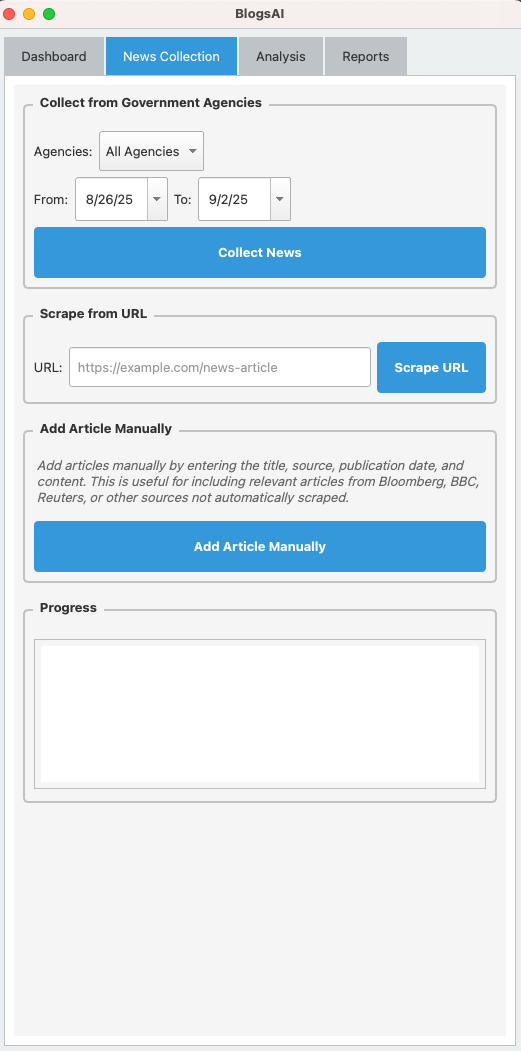 BlogsAI
Dashboard News Collection Analysis Reports
Collect from Government Agencies
Agencies: All Agencies
From: 8/26/25 To: 9/2/25
Collect News
Scrape from URL
URL: https://example.com/news-article Scrape URL
Add Article Manually
Add articles manually by entering the title, source, publication date, and
content. This is useful for including relevant articles from Bloomberg, BBC,
Reuters, or other sources not automatically scraped.
Add Article Manually
Progress